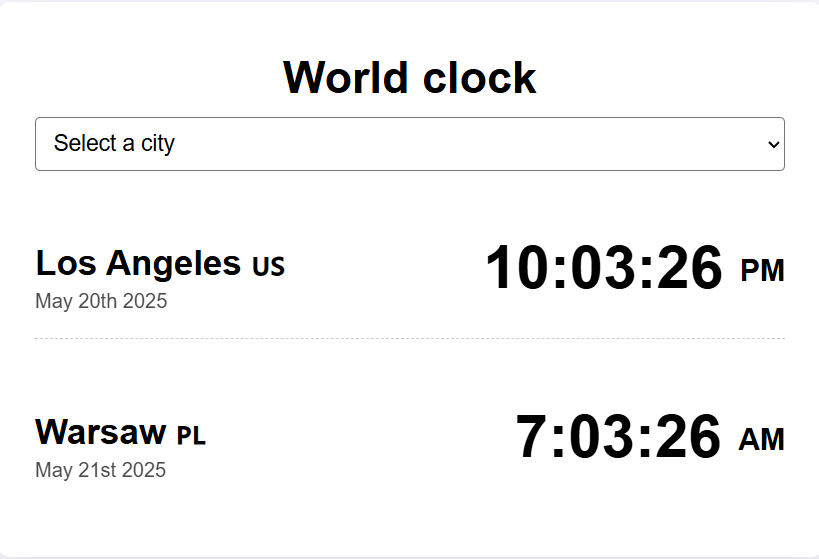 World clock
Select a city
Los Angeles US 10:03:26 PM
May 20th 2025
Warsaw PL 7:03:26 AM
May 21st 2025